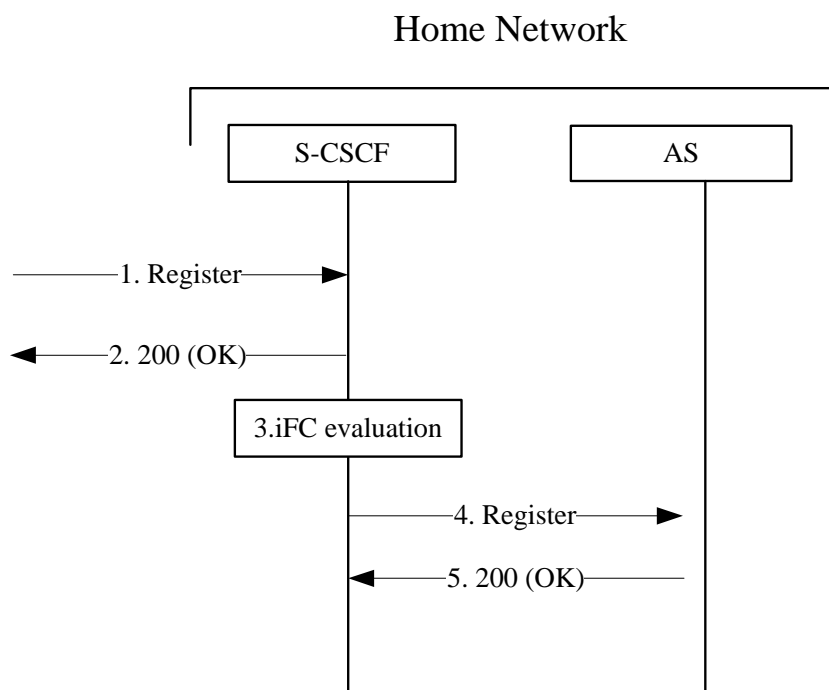 Home Network
S-CSCF
AS
1. Register
2. 200 (OK)
3.iFC evaluation
4. Register
5. 200 (OK)